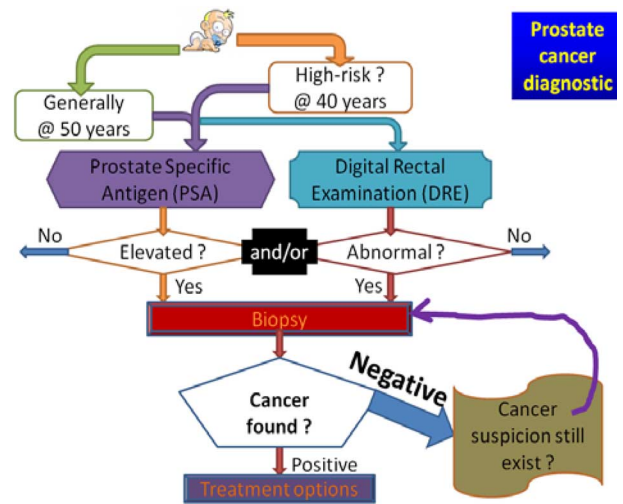 Prostate
cancer
diagnostic
High-risk ?
@ 40 years
Generally
@ 50 years
Prostate Specific
Antigen (PSA)
Digital Rectal
Examination (DRE)
No
Elevated ?
and/or
Abnormal ?
No
Yes
Yes
Biopsy
Negative
Cancer
found ?
Cancer
suspicion still
exist ?
Positive
Treatment options